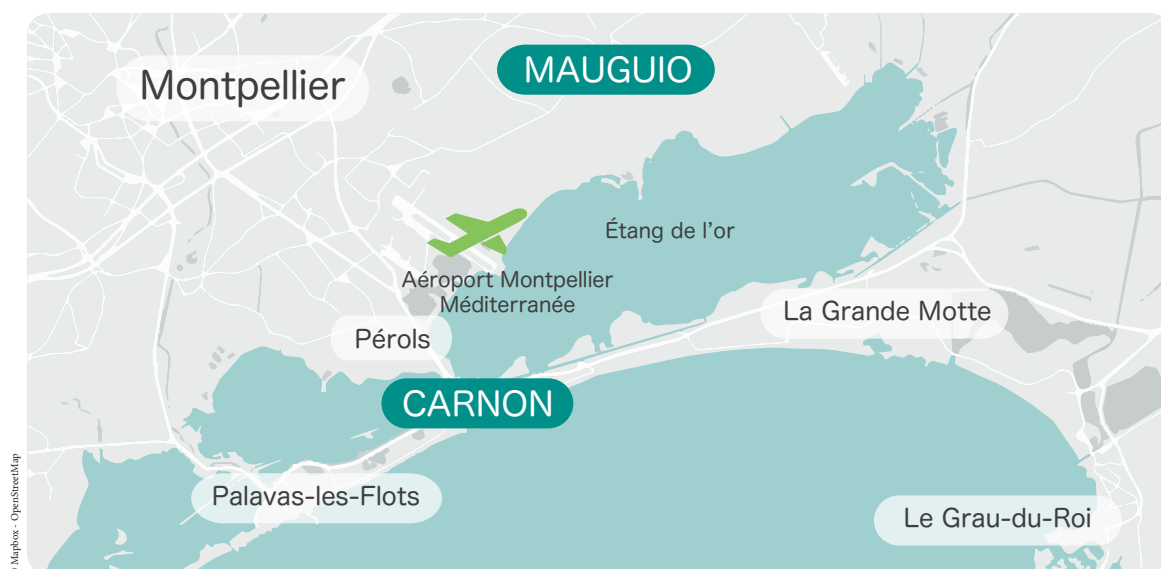 MAUGUIO
Montpellier
Étang de l'or
Aéroport Montpellier
Méditerranée
La Grande Motte
Pérols
CARNON
Palavas-les-Flots
Le Grau-du-Roi
Mapbox - OpenStreetMap